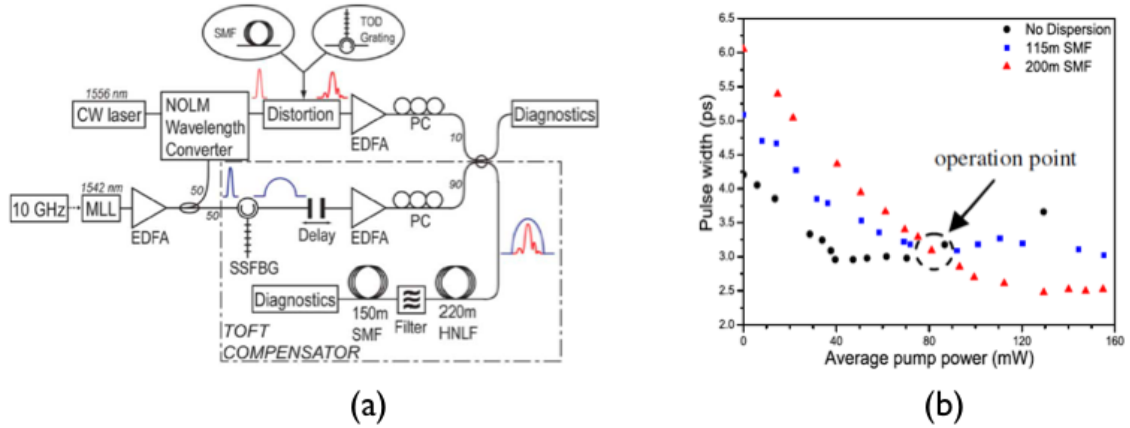 SMF
TOD
Grating
1556 nm
CW laser
NOLM
Wavelength
Converter
Distortion
EDFA
PC
10
Diagnostics
50
90
10 GHz
1542 nm
MLL
EDFA
50
SSFBG
Delay
EDFA
PC
Diagnostics
150m
SMF
Filter
220m
HNLF
TOFT
COMPENSATOR
(a)
No Dispersion
115m SMF
200m SMF
operation point
Pulse width (ps)
6.5
6.0
5.5
5.0
4.5
4.0
3.5
3.0
2.5
2.0
0
40
80
120
160
Average pump power (mW)
(b)